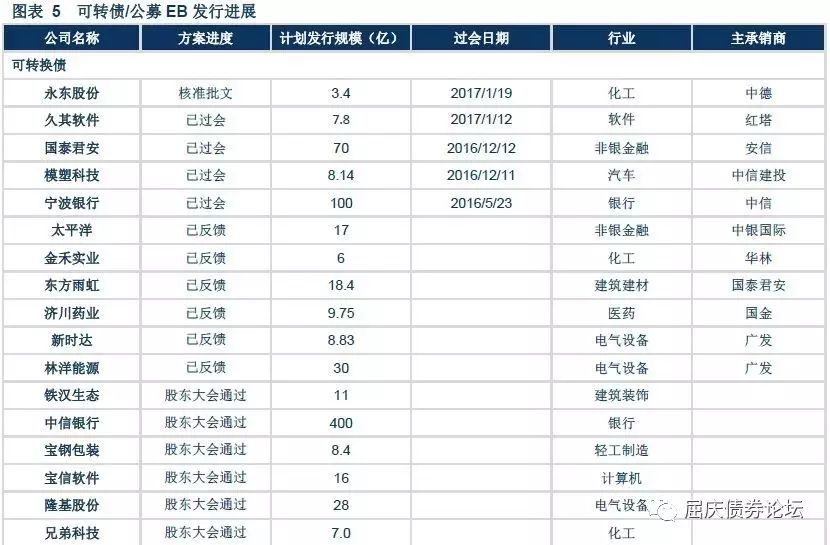 图表 5 可转债/公募 EB 发行进展
公司名称 方案进度 计划发行规模（亿） 过会日期 行业 主承销商
可转换债
永东股份 核准批文 3.4 2017/1/19 化工 中德
久其软件 已过会 7.8 2017/1/12 软件 红塔
国泰君安 已过会 70 2016/12/12 非银金融 安信
模塑科技 已过会 8.14 2016/12/11 汽车 中信建投
宁波银行 已过会 100 2016/5/23 银行 中信
太平洋 已反馈 17 非银金融 中银国际
金禾实业 已反馈 6 化工 华林
东方雨虹 已反馈 18.4 建筑建材 国泰君安
济川药业 已反馈 9.75 医药 国金
新时达 已反馈 8.83 电气设备 广发
林洋能源 已反馈 30 电气设备 广发
铁汉生态 股东大会通过 11 建筑装饰
中信银行 股东大会通过 400 银行
宝钢包装 股东大会通过 8.4 轻工制造
宝信软件 股东大会通过 16 计算机
隆基股份 股东大会通过 28 电气设备
兄弟科技 股东大会通过 7.0 化工
屈庆债券论坛